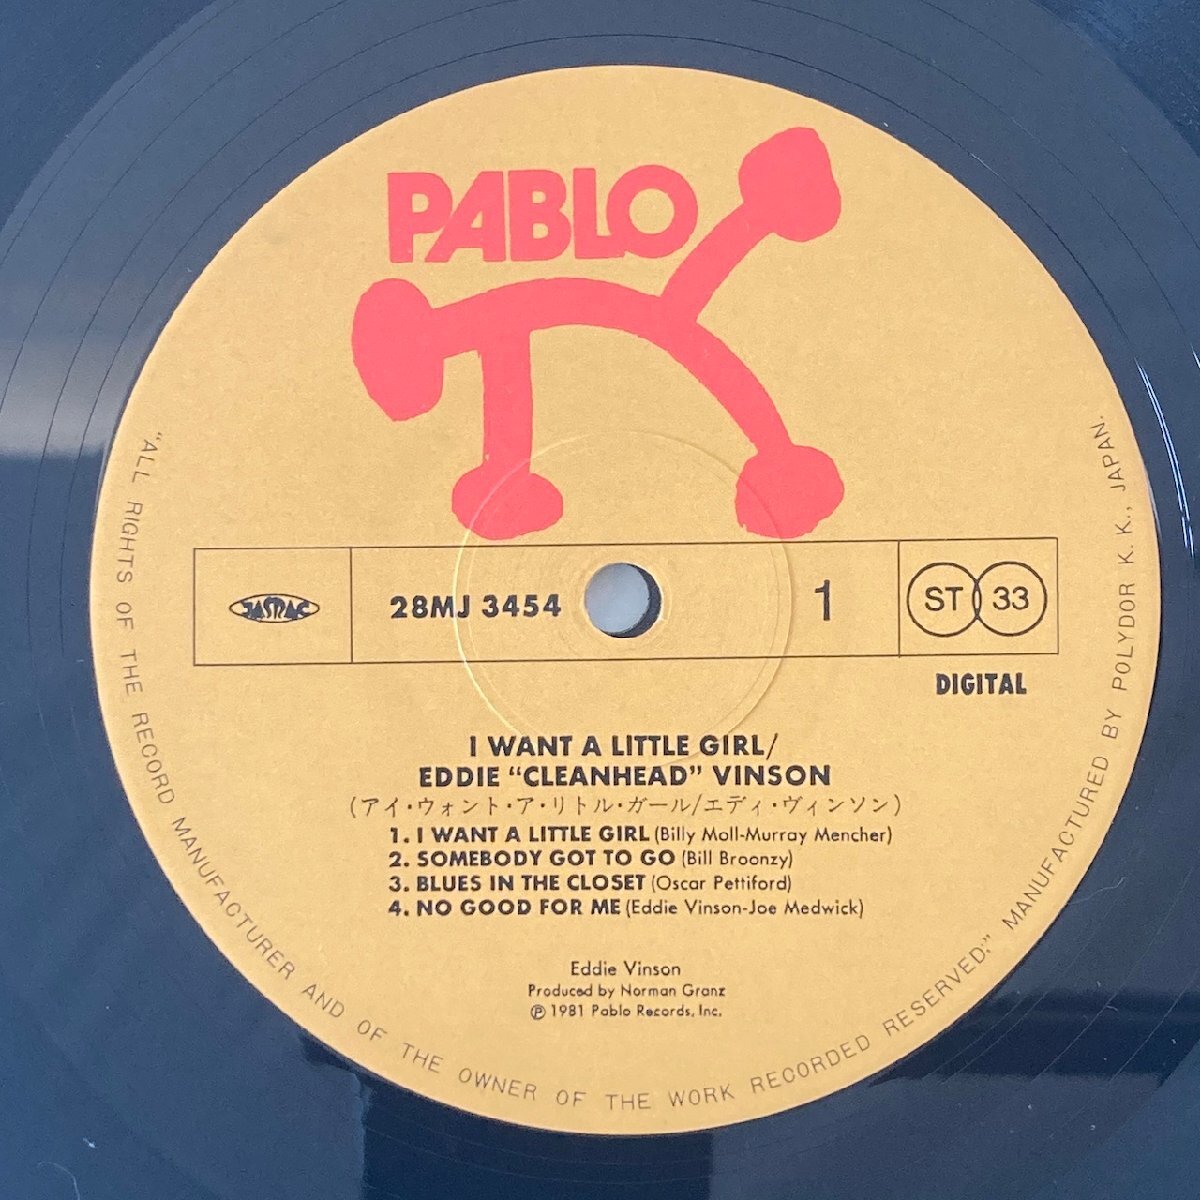 PABLO
JASRAC
28MJ 3454
1
ST 33
DIGITAL
I WANT A LITTLE GIRL/
EDDIE "CLEANHEAD" VINSON
(アイ・ウォント・ア・リトル・ガール/エディ・ヴィンソン)
1. I WANT A LITTLE GIRL (Billy Moll-Murray Mencher)
2. SOMEBODY GOT TO GO (Bill Broonzy)
3. BLUES IN THE CLOSET (Oscar Pettiford)
4. NO GOOD FOR ME (Eddie Vinson-Joe Medwick)
Eddie Vinson
Produced by Norman Granz
Ⓟ 1981 Pablo Records, Inc.
"ALL RIGHTS OF THE RECORD MANUFACTURER AND OF THE OWNER OF THE WORK RECORDED RESERVED." MANUFACTURED BY POLYDOR K. K., JAPAN.